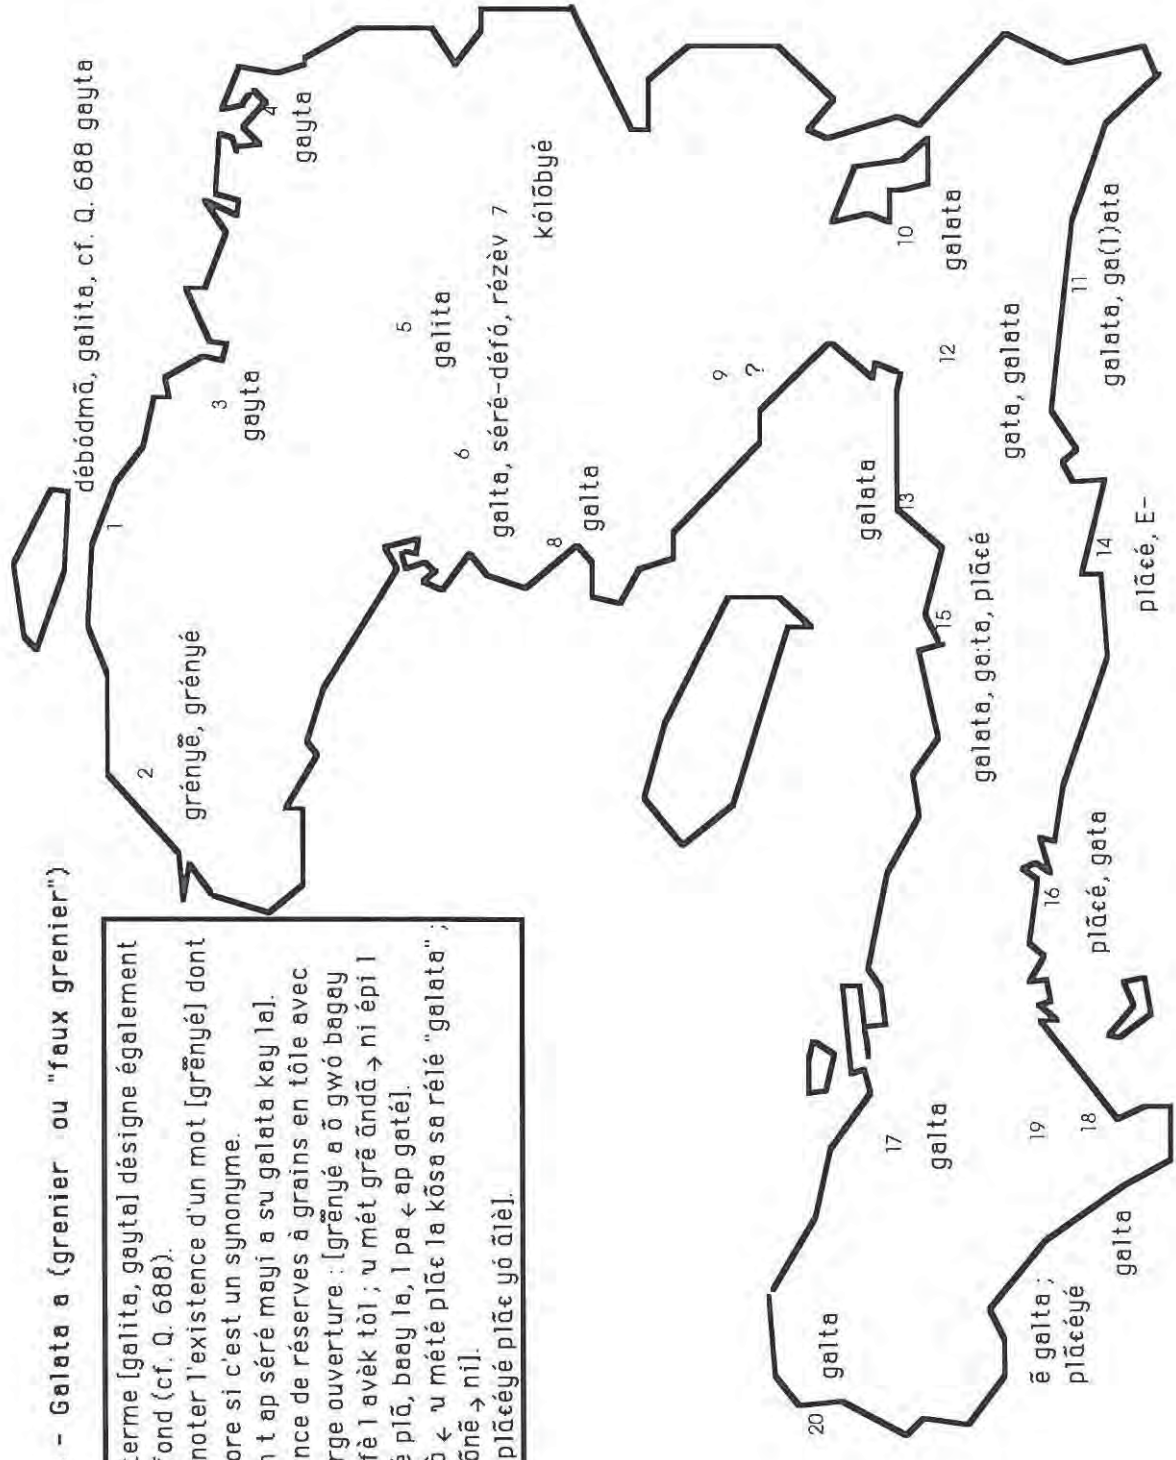 - Galata a (grenier ou "faux grenier")
erme [galita, gayta] désigne également
fond (cf. Q. 688).
noter l'existence d'un mot [grẽnyé] dont
ore si c'est un synonyme.
n t ap séré mayi a su galata kay la].
nce de réserves à grains en tôle avec
rge ouverture : [grẽnyé a õ gwó bagay
fè l avèk tòl ; u mét grẽ ãndã → ni épi l
é plã, baay la, l pa ← ap gaté].
← u mété plãɛ la kõsa sa rélé "galata" ;
õnẽ → ni].
plãɛéyé plãɛ yó ãlè].
débódmã, galita, cf. Q. 688 gayta
1
2
grényẽ, grényé
3
gayta
4
gayta
5
galita
6
galta, séré-défó, rézèv
7
kólõbyé
8
galta
9
?
10
galata
11
galata, ga(l)ata
12
gata, galata
galata
13
14
plãɛé, E-
15
galata, ga:ta, plãɛé
16
plãɛé, gata
17
galta
18
galta
19
ẽ galta ;
plãɛéyé
20
galta